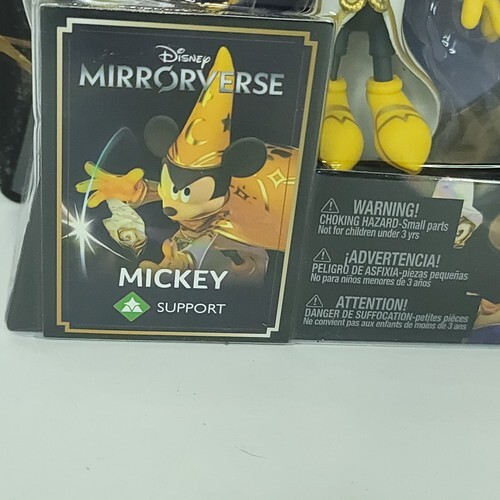 Disney
MIRRORVERSE
MICKEY
SUPPORT
WARNING!
CHOKING HAZARD-Small parts
Not for children under 3 yrs
¡ADVERTENCIA!
PELIGRO DE ASFIXIA-piezas pequeñas
No para niños menores de 3 años
ATTENTION!
DANGER DE SUFFOCATION-petites pièces
Ne convient pas aux enfants de moins de 3 ans